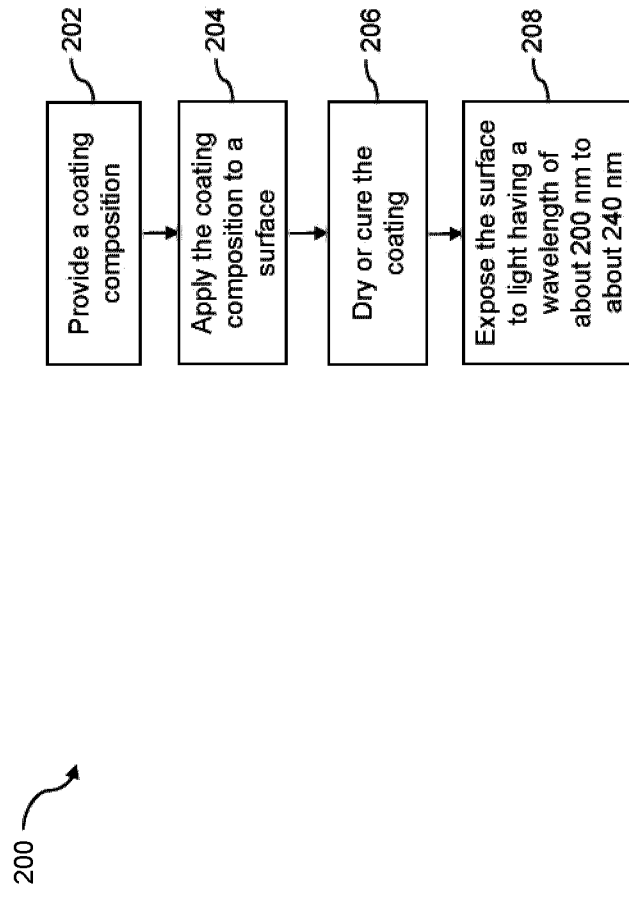 200
Provide a coating
composition
202
Apply the coating
composition to a
surface
204
Dry or cure the
coating
206
Expose the surface
to light having a
wavelength of
about 200 nm to
about 240 nm
208